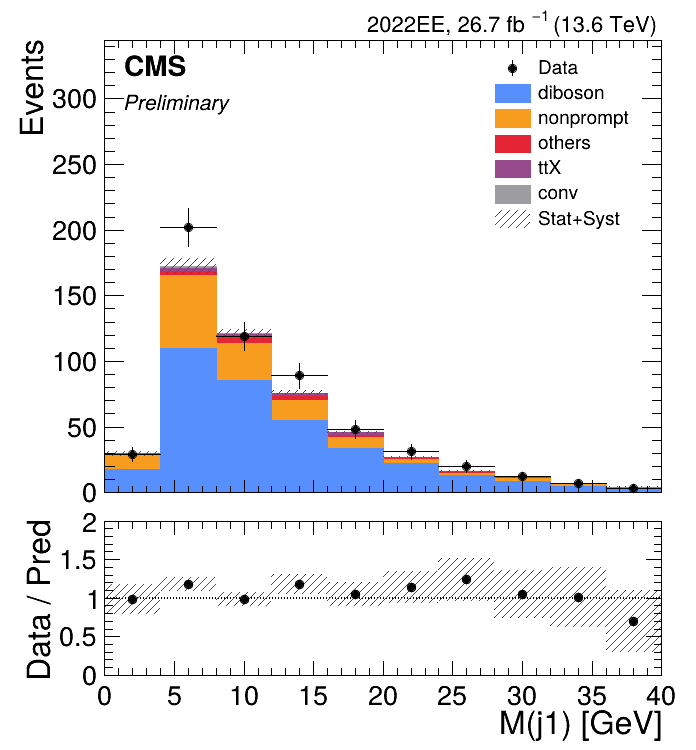 2022EE, 26.7 fb⁻¹ (13.6 TeV)
CMS
Preliminary
Events
Data
diboson
nonprompt
others
ttX
conv
Stat+Syst
300
250
200
150
100
50
0
Data / Pred
2
1.5
1
0.5
0
0 5 10 15 20 25 30 35 40
M(j1) [GeV]